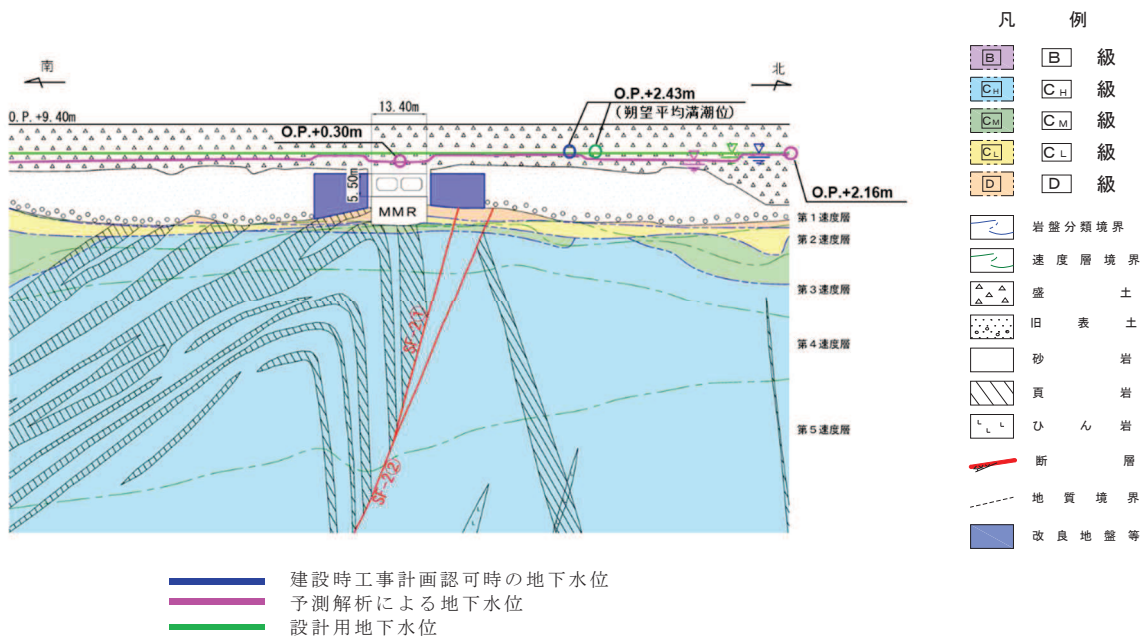 南
北
O.P.+9.40m
13.40m
O.P.+2.43m
(朔望平均満潮位)
O.P.+0.30m
O.P.+2.16m
5.50m
MMR
第1速度層
第2速度層
第3速度層
第4速度層
第5速度層
SF-2①
SF-2②
凡 例
B B 級
CH CH 級
CM CM 級
CL CL 級
D D 級
岩盤分類境界
速度層境界
盛土
旧表土
砂岩
頁岩
ひん岩
断層
地質境界
改良地盤等
建設時工事計画認可時の地下水位
予測解析による地下水位
設計用地下水位